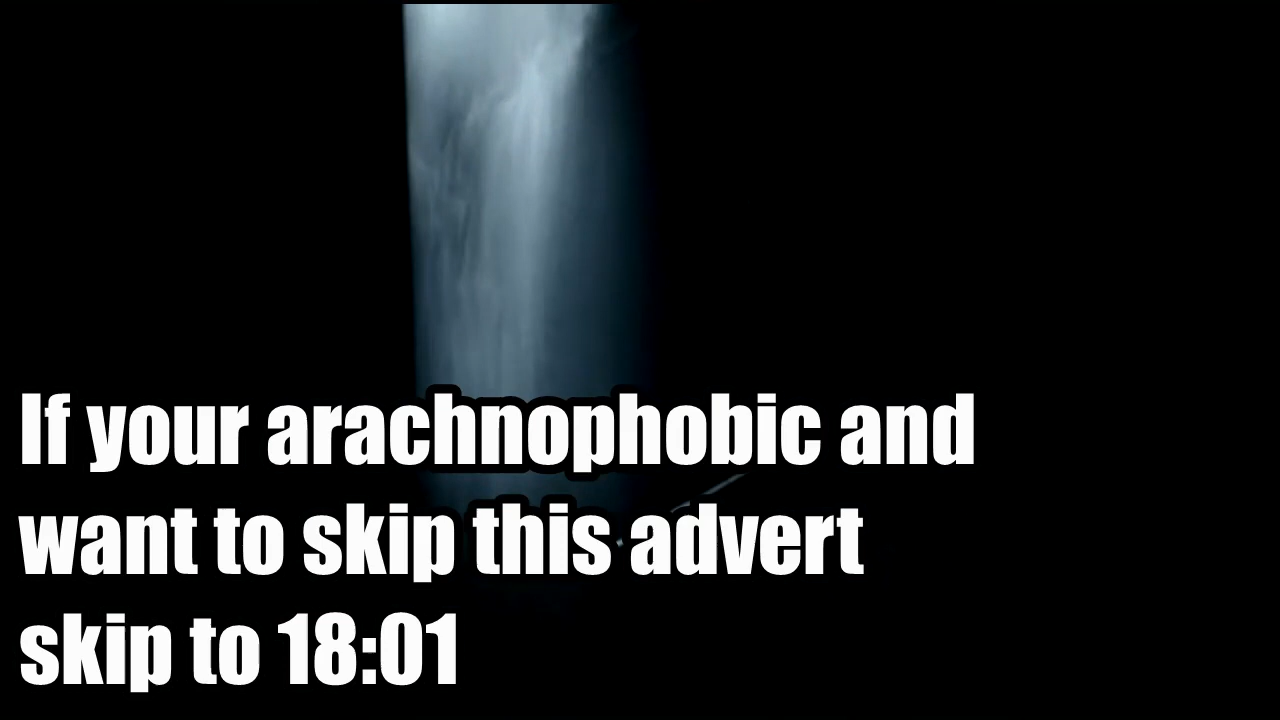 If your arachnophobic and
want to skip this advert
skip to 18:01